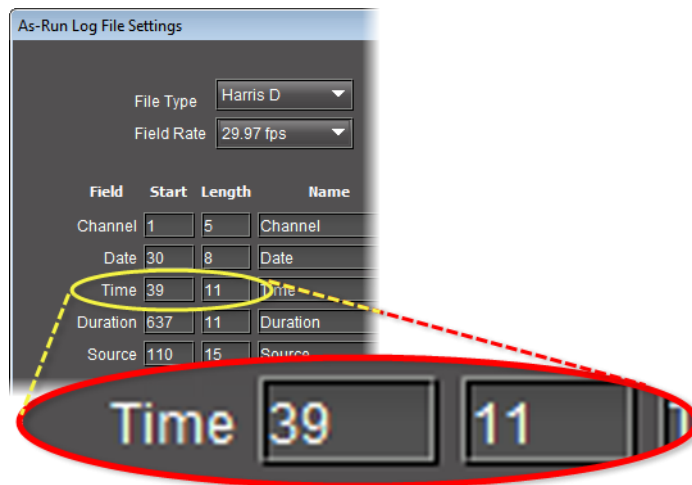 As-Run Log File Settings
File Type Harris D
Field Rate 29.97 fps
Field Start Length Name
Channel 1 5 Channel
Date 30 8 Date
Time 39 11 Time
Duration 637 11 Duration
Source 110 15 Source
Time 39 11